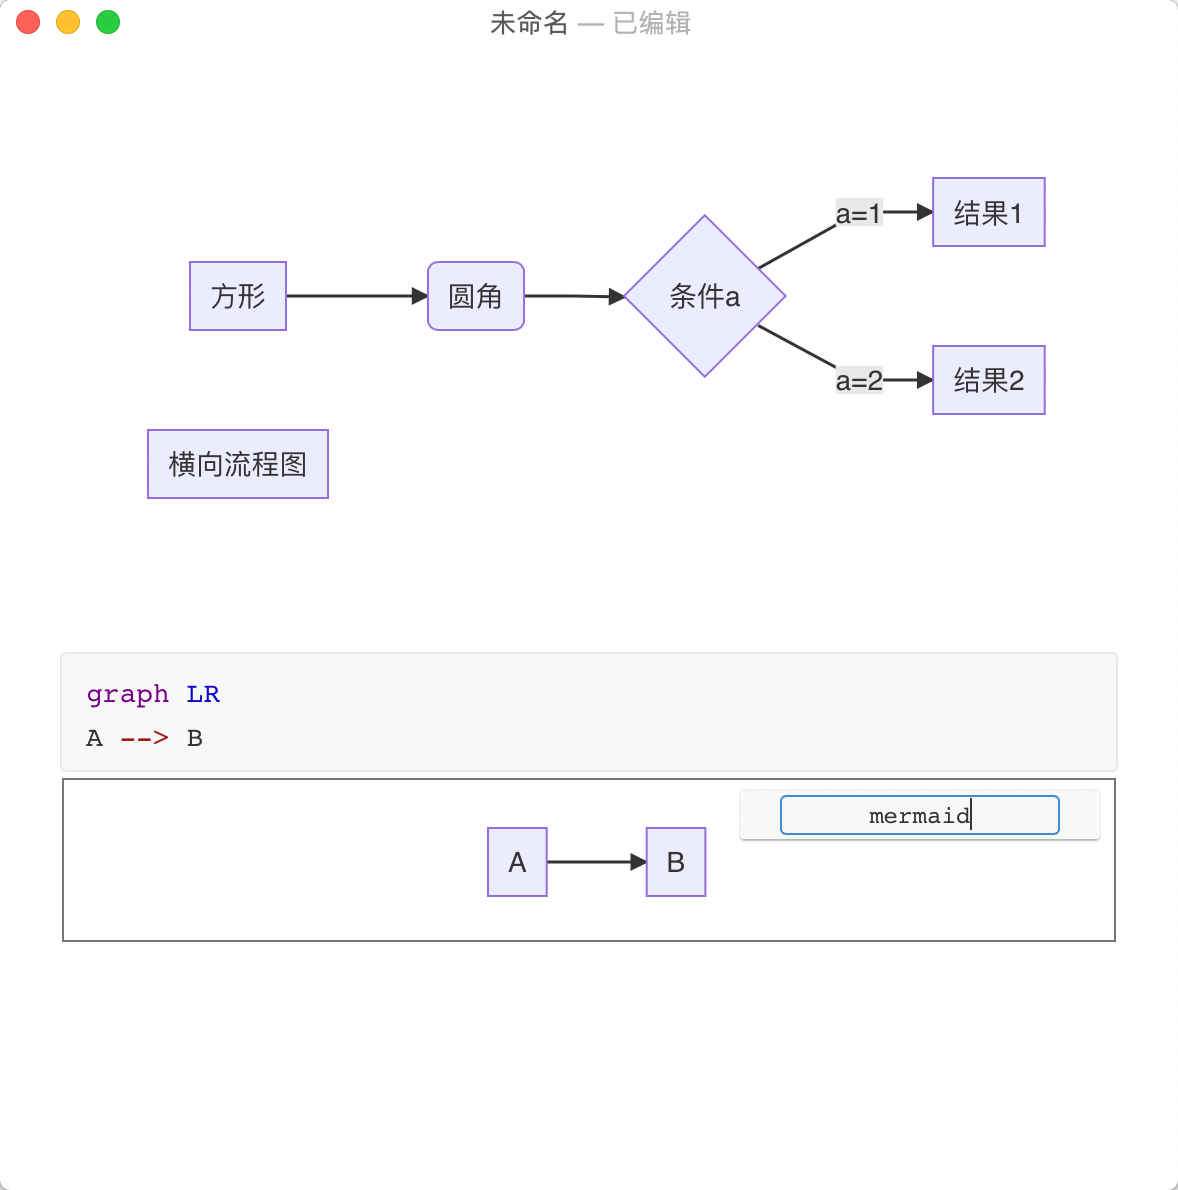 未命名 — 已编辑
方形
圆角
条件a
a=1
结果1
a=2
结果2
横向流程图
graph LR
A --> B
mermaid
A
B